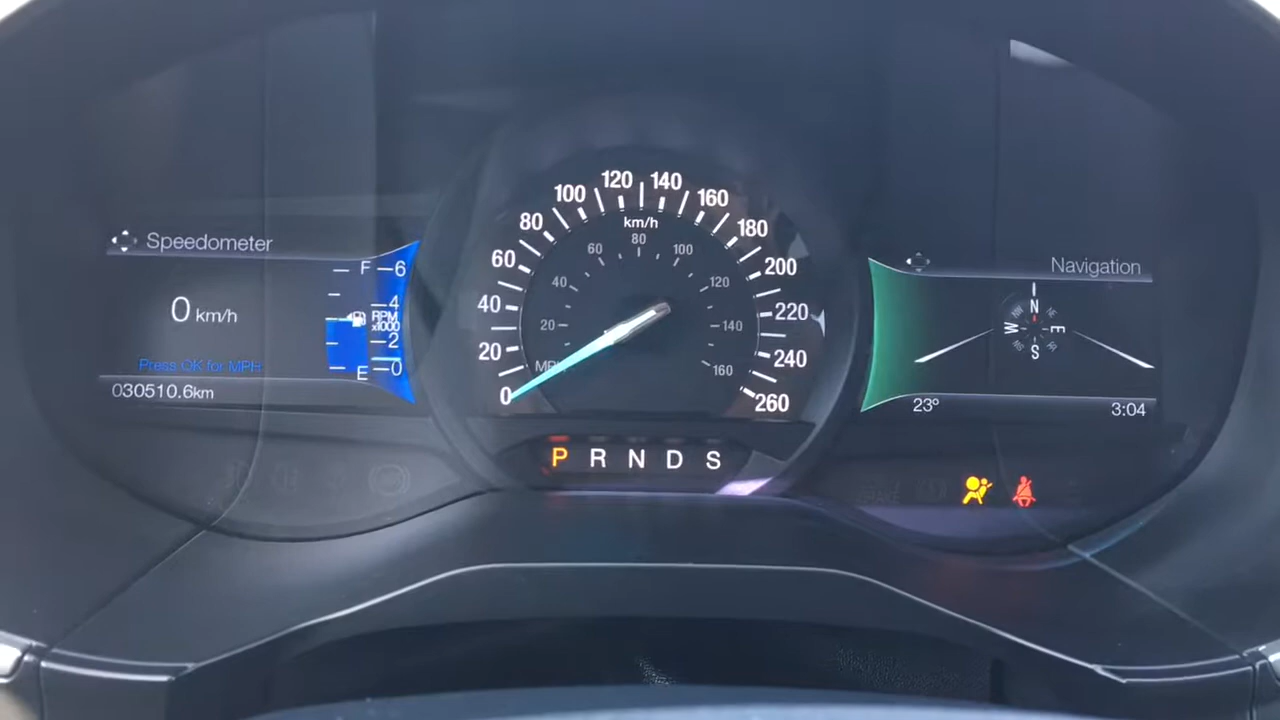 Speedometer
0 km/h
Press OK for MPH
030510.6km
F
E
6
4
RPM
x1000
2
0
0
20
40
60
80
100
120
140
160
180
200
220
240
260
km/h
20
40
60
80
100
120
140
160
MPH
P R N D S
Navigation
N
W E
S
23°
3:04